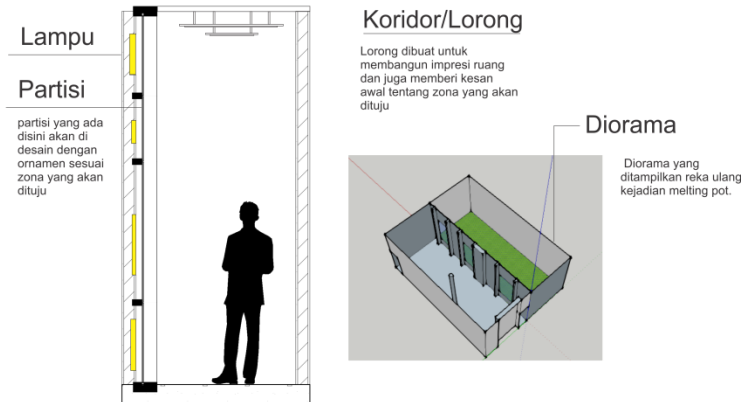 Lampu
Partisi
partisi yang ada
disini akan di
desain dengan
ornamen sesuai
zona yang akan
dituju
Koridor/Lorong
Lorong dibuat untuk
membangun impresi ruang
dan juga memberi kesan
awal tentang zona yang akan
dituju
Diorama
Diorama yang
ditampilkan reka ulang
kejadian melting pot.